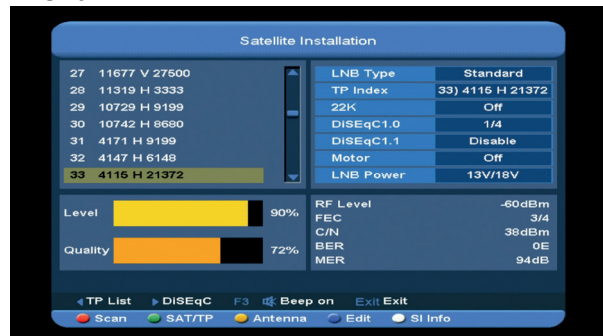 Satellite Installation
27 11677 V 27500
28 11319 H 3333
29 10729 H 9199
30 10742 H 8680
31 4171 H 9199
32 4147 H 6148
33 4115 H 21372
LNB Type Standard
TP Index 33) 4115 H 21372
22K Off
DiSEqC1.0 1/4
DiSEqC1.1 Disable
Motor Off
LNB Power 13V/18V
Level 90%
Quality 72%
RF Level -60dBm
FEC 3/4
C/N 38dBm
BER 0E
MER 94dB
TP List DiSEqC F3 Beep on Exit Exit
Scan SAT/TP Antenna Edit SI Info